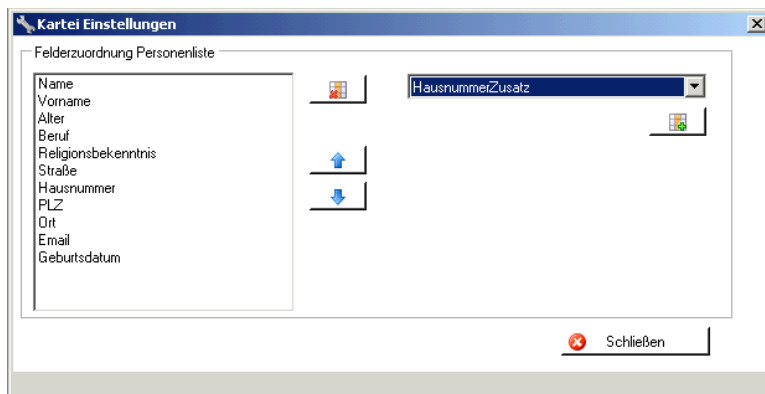 Kartei Einstellungen
Felderzuordnung Personenliste
Name
Vorname
Alter
Beruf
Religionsbekenntnis
Straße
Hausnummer
PLZ
Ort
Email
Geburtsdatum
HausnummerZusatz
Schließen